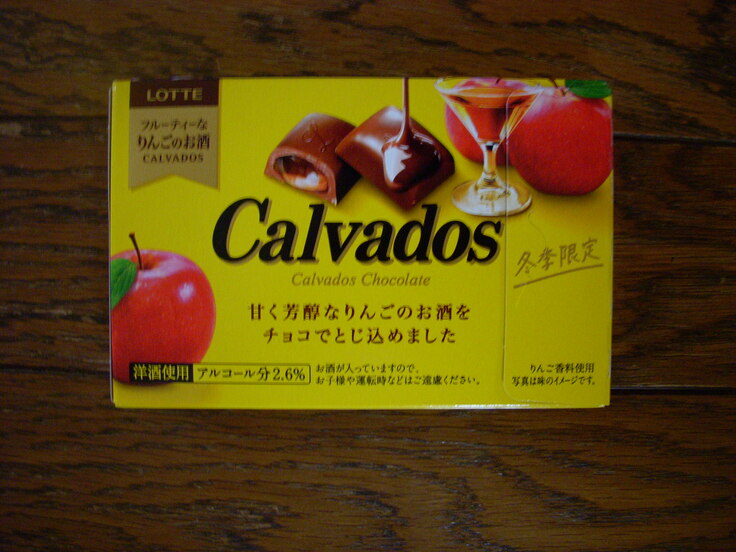 LOTTE
フルーティーな
りんごのお酒
CALVADOS
Calvados
Calvados Chocolate
冬季限定
甘く芳醇なりんごのお酒を
チョコでとじ込めました
洋酒使用 アルコール分2.6%
お酒が入っていますので、
お子様や運転時などはご遠慮ください。
りんご香料使用
写真は味のイメージです。